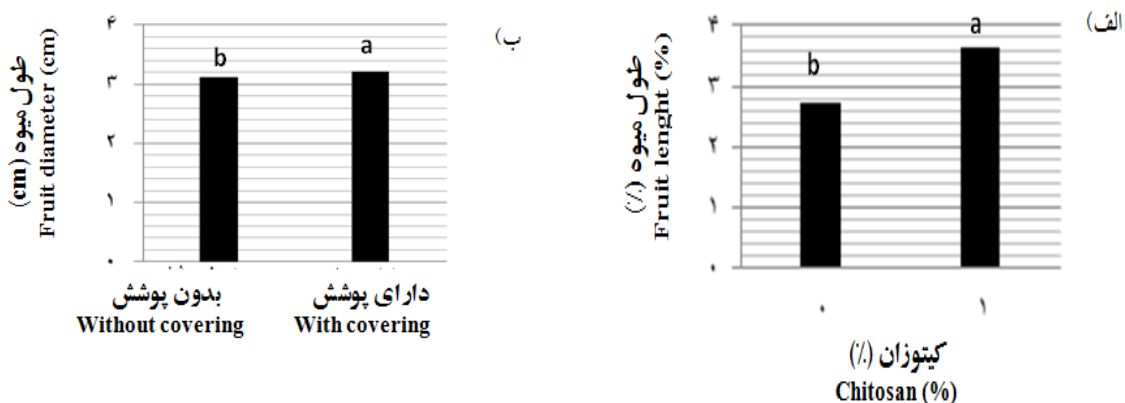 الف)
طول میوه (٪)
Fruit lenght (%)
۴
۳
۲
۱
۰
b
a
۰
۱
کیتوزان (٪)
Chitosan (%)
ب)
طول میوه (cm)
Fruit diameter (cm)
۴
۳
۲
۱
۰
b
a
بدون پوشش
دارای پوشش
Without covering
With covering